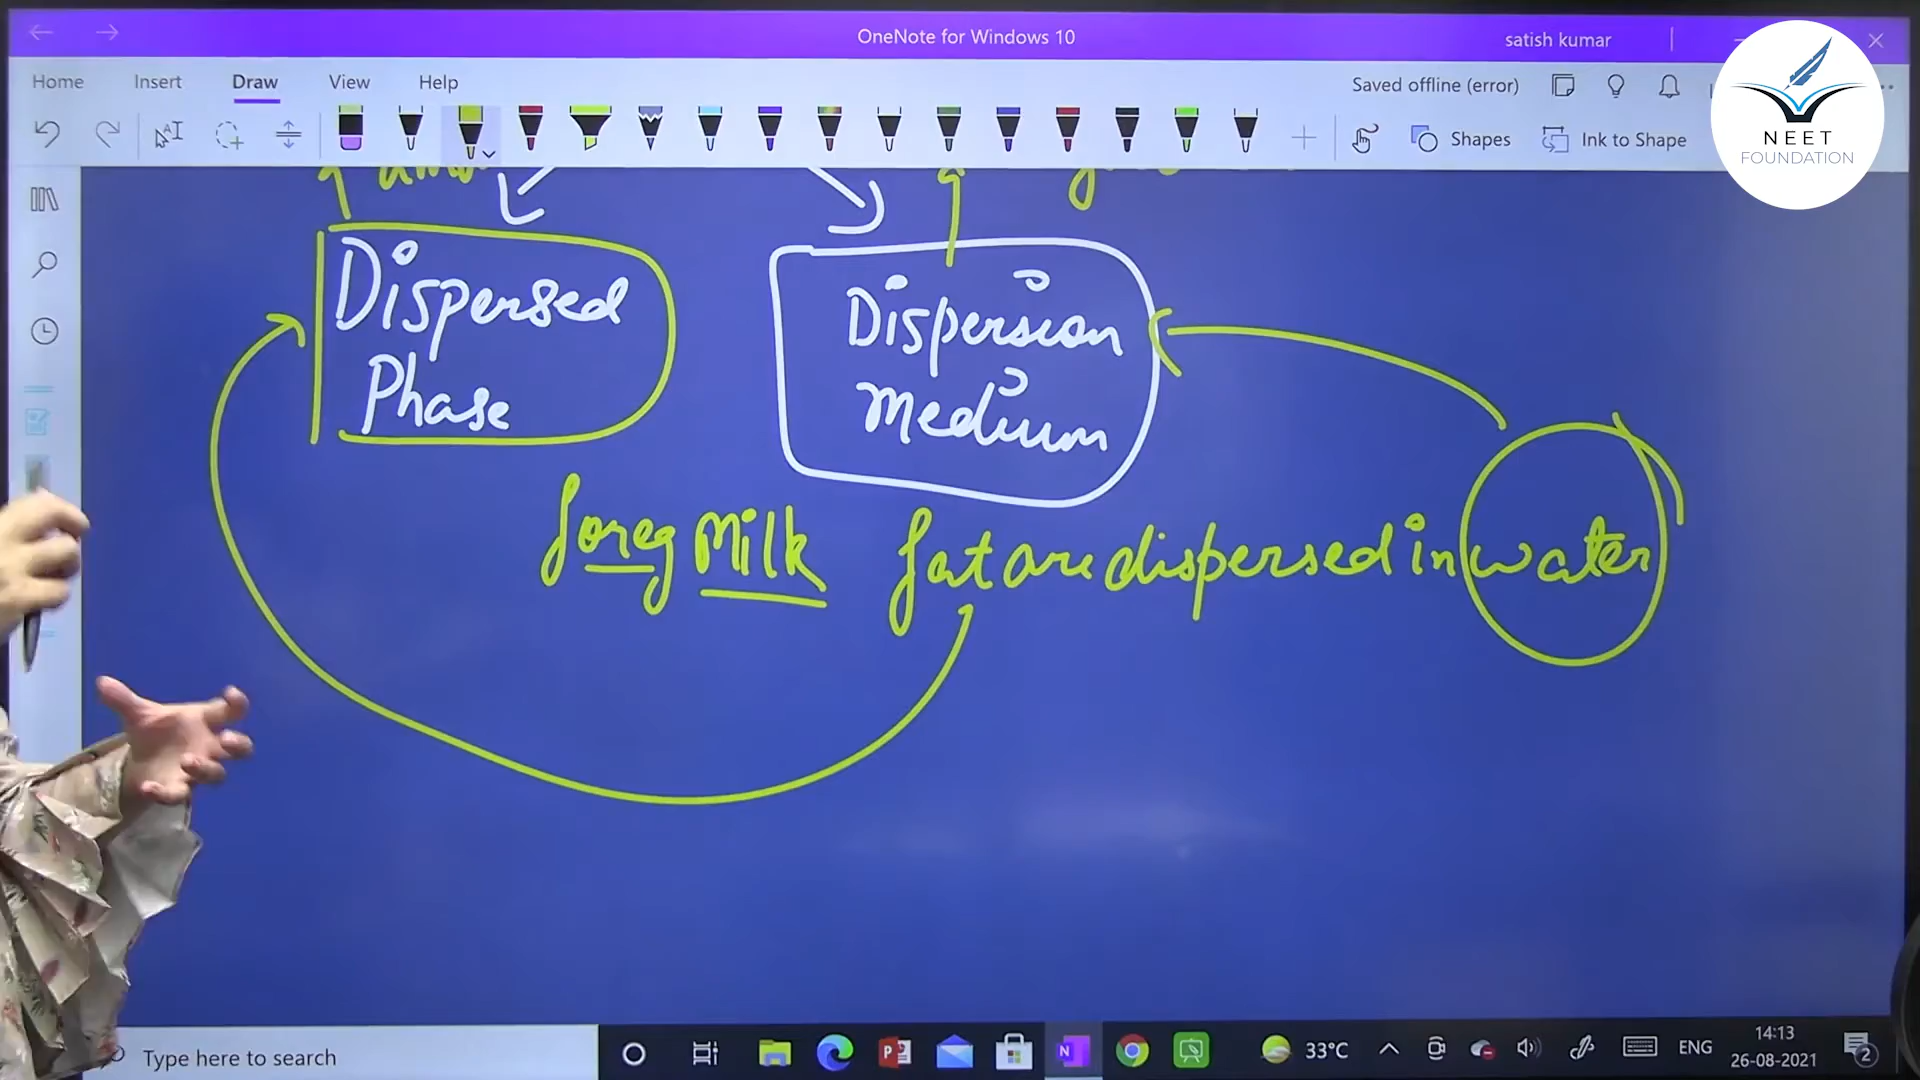 OneNote for Windows 10
satish kumar
Home Insert Draw View Help
Saved offline (error)
Shapes
Ink to Shape
NEET
FOUNDATION
Dispersed
Phase
Dispersion
Medium
for eg Milk fat are dispersed in water
Type here to search
33°C
ENG
14:13
26-08-2021
2